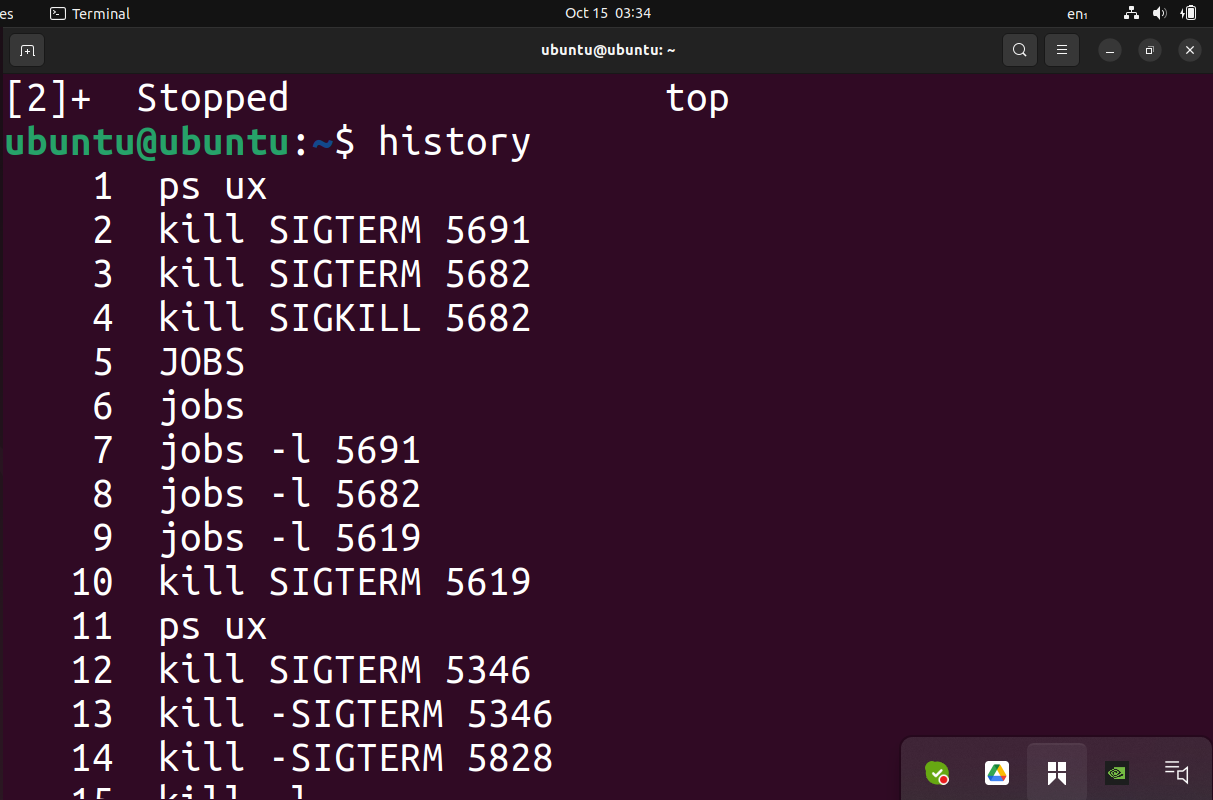 es Terminal Oct 15 03:34 en₁
ubuntu@ubuntu: ~
[2]+  Stopped                 top
ubuntu@ubuntu:~$ history
    1  ps ux
    2  kill SIGTERM 5691
    3  kill SIGTERM 5682
    4  kill SIGKILL 5682
    5  JOBS
    6  jobs
    7  jobs -l 5691
    8  jobs -l 5682
    9  jobs -l 5619
   10  kill SIGTERM 5619
   11  ps ux
   12  kill SIGTERM 5346
   13  kill -SIGTERM 5346
   14  kill -SIGTERM 5828
   15  kill -l